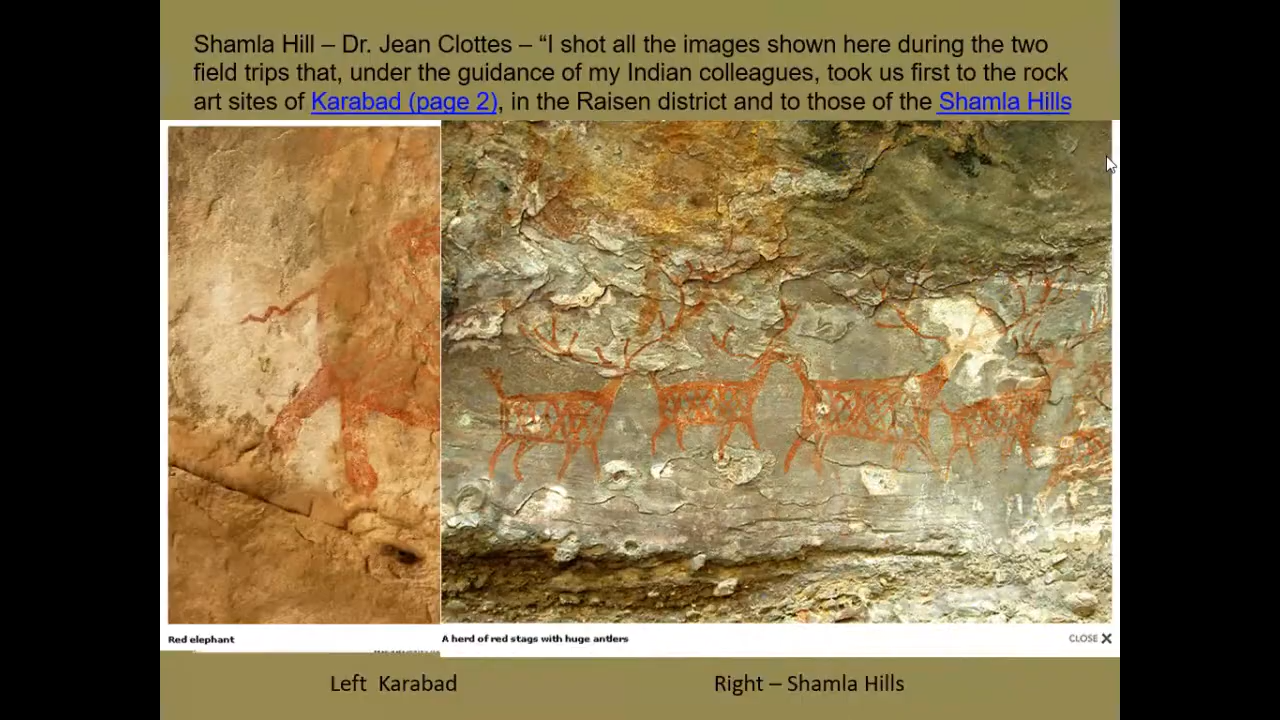 Shamla Hill – Dr. Jean Clottes – “I shot all the images shown here during the two
field trips that, under the guidance of my Indian colleagues, took us first to the rock
art sites of Karabad (page 2), in the Raisen district and to those of the Shamla Hills
Red elephant
A herd of red stags with huge antlers
CLOSE X
Left  Karabad
Right – Shamla Hills